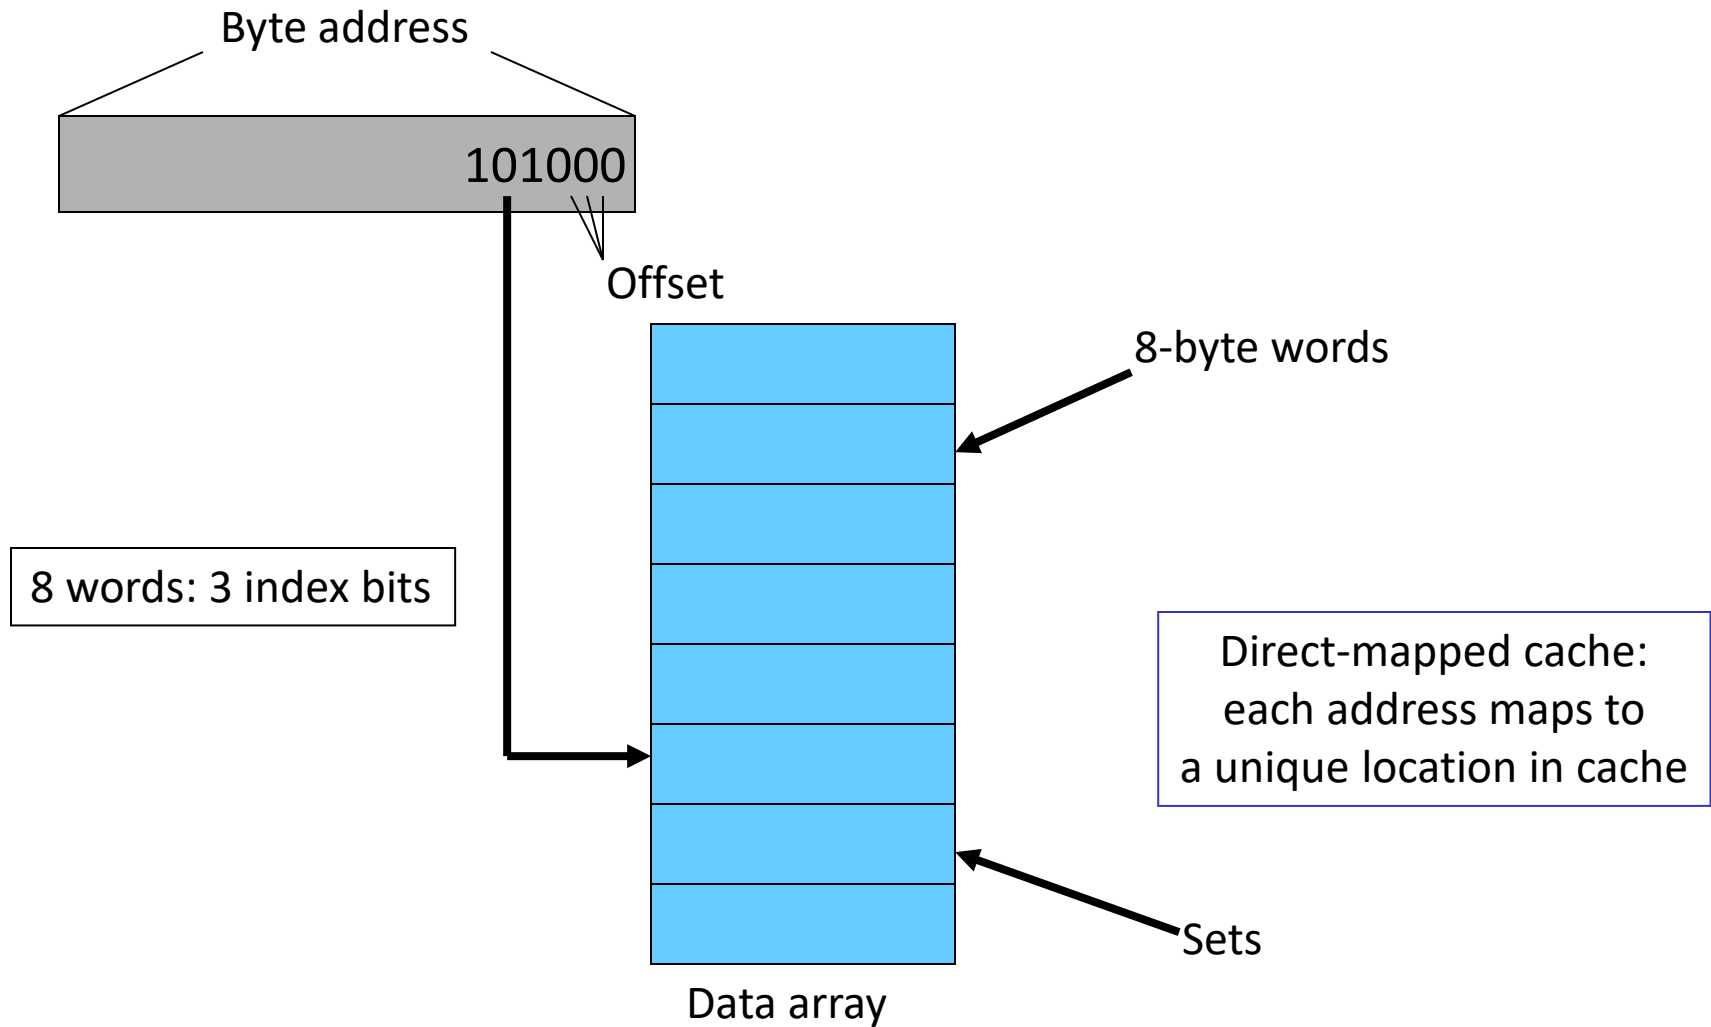 Byte address
101000
Offset
8-byte words
8 words: 3 index bits
Direct-mapped cache:
each address maps to
a unique location in cache
Sets
Data array